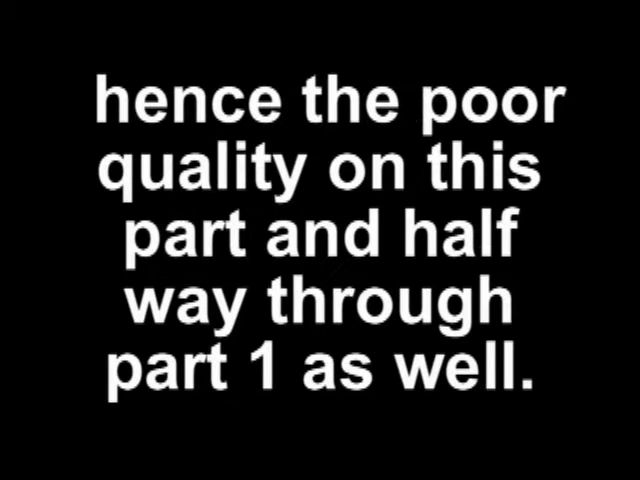 hence the poor
quality on this
part and half
way through
part 1 as well.